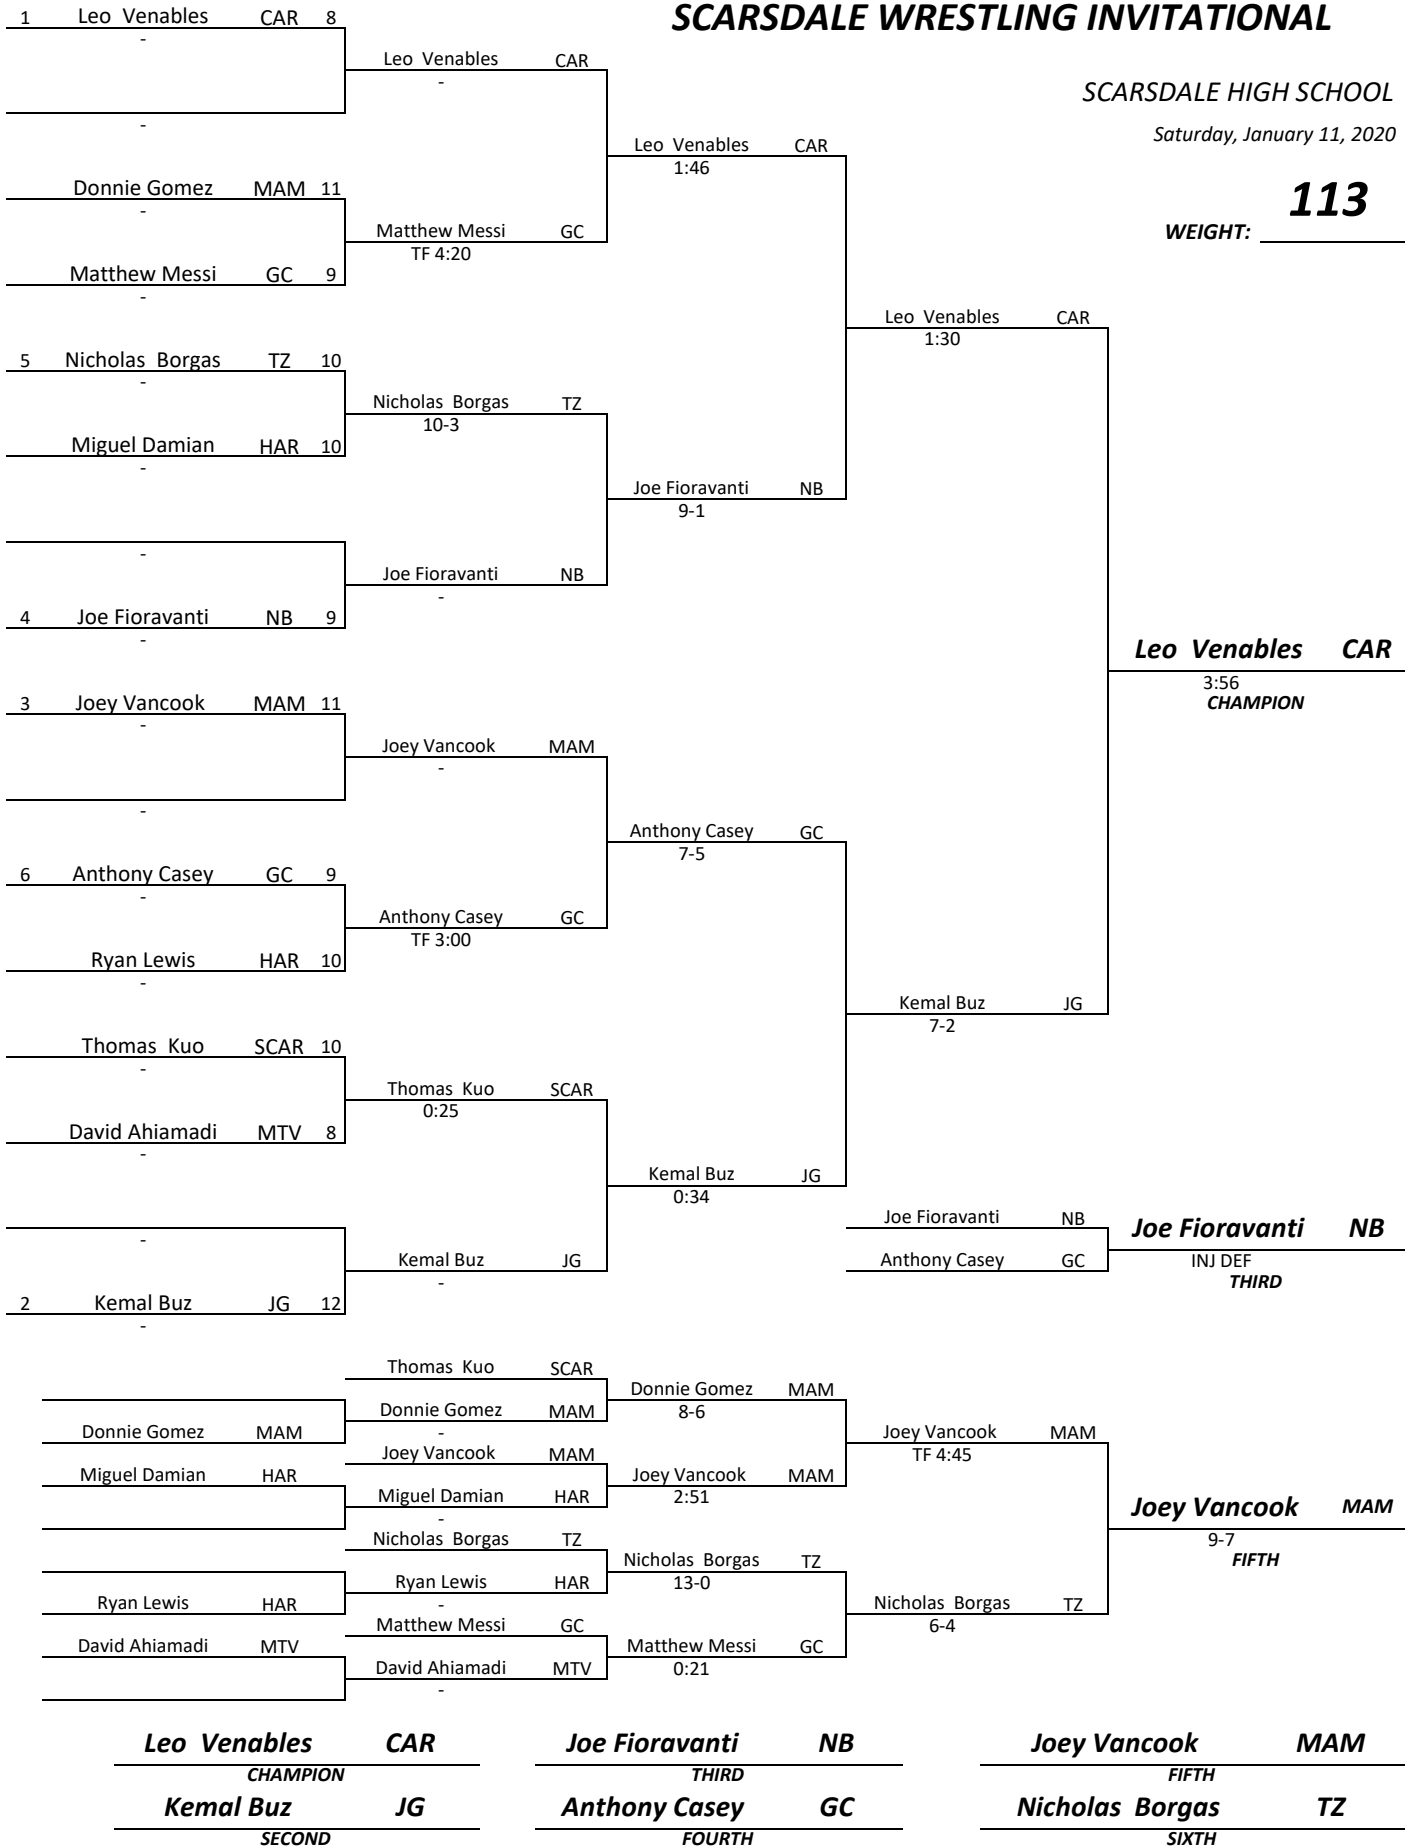 SCARSDALE WRESTLING INVITATIONAL
SCARSDALE HIGH SCHOOL
Saturday, January 11, 2020
WEIGHT: 113
1 Leo Venables CAR 8
-
Leo Venables CAR
-
-
Leo Venables CAR
1:46
Donnie Gomez MAM 11
-
Matthew Messi GC
TF 4:20
Matthew Messi GC 9
-
Leo Venables CAR
1:30
5 Nicholas Borgas TZ 10
-
Nicholas Borgas TZ
10-3
Miguel Damian HAR 10
-
Joe Fioravanti NB
9-1
-
Joe Fioravanti NB
-
4 Joe Fioravanti NB 9
-
Leo Venables CAR
3:56
CHAMPION
3 Joey Vancook MAM 11
-
Joey Vancook MAM
-
-
Anthony Casey GC
7-5
6 Anthony Casey GC 9
-
Anthony Casey GC
TF 3:00
Ryan Lewis HAR 10
-
Kemal Buz JG
7-2
Thomas Kuo SCAR 10
-
Thomas Kuo SCAR
0:25
David Ahiamadi MTV 8
-
Kemal Buz JG
0:34
-
Kemal Buz JG
-
2 Kemal Buz JG 12
-
Joe Fioravanti NB
Anthony Casey GC
Joe Fioravanti NB
INJ DEF
THIRD
Thomas Kuo SCAR
Donnie Gomez MAM
8-6
Donnie Gomez MAM
-
Donnie Gomez MAM
Joey Vancook MAM
TF 4:45
Joey Vancook MAM
Miguel Damian HAR
Joey Vancook MAM
2:51
Miguel Damian HAR
-
Joey Vancook MAM
9-7
FIFTH
Nicholas Borgas TZ
Nicholas Borgas TZ
13-0
Ryan Lewis HAR
-
Ryan Lewis HAR
Nicholas Borgas TZ
6-4
Matthew Messi GC
David Ahiamadi MTV
Matthew Messi GC
0:21
David Ahiamadi MTV
-
Leo Venables CAR
CHAMPION
Joe Fioravanti NB
THIRD
Joey Vancook MAM
FIFTH
Kemal Buz JG
SECOND
Anthony Casey GC
FOURTH
Nicholas Borgas TZ
SIXTH